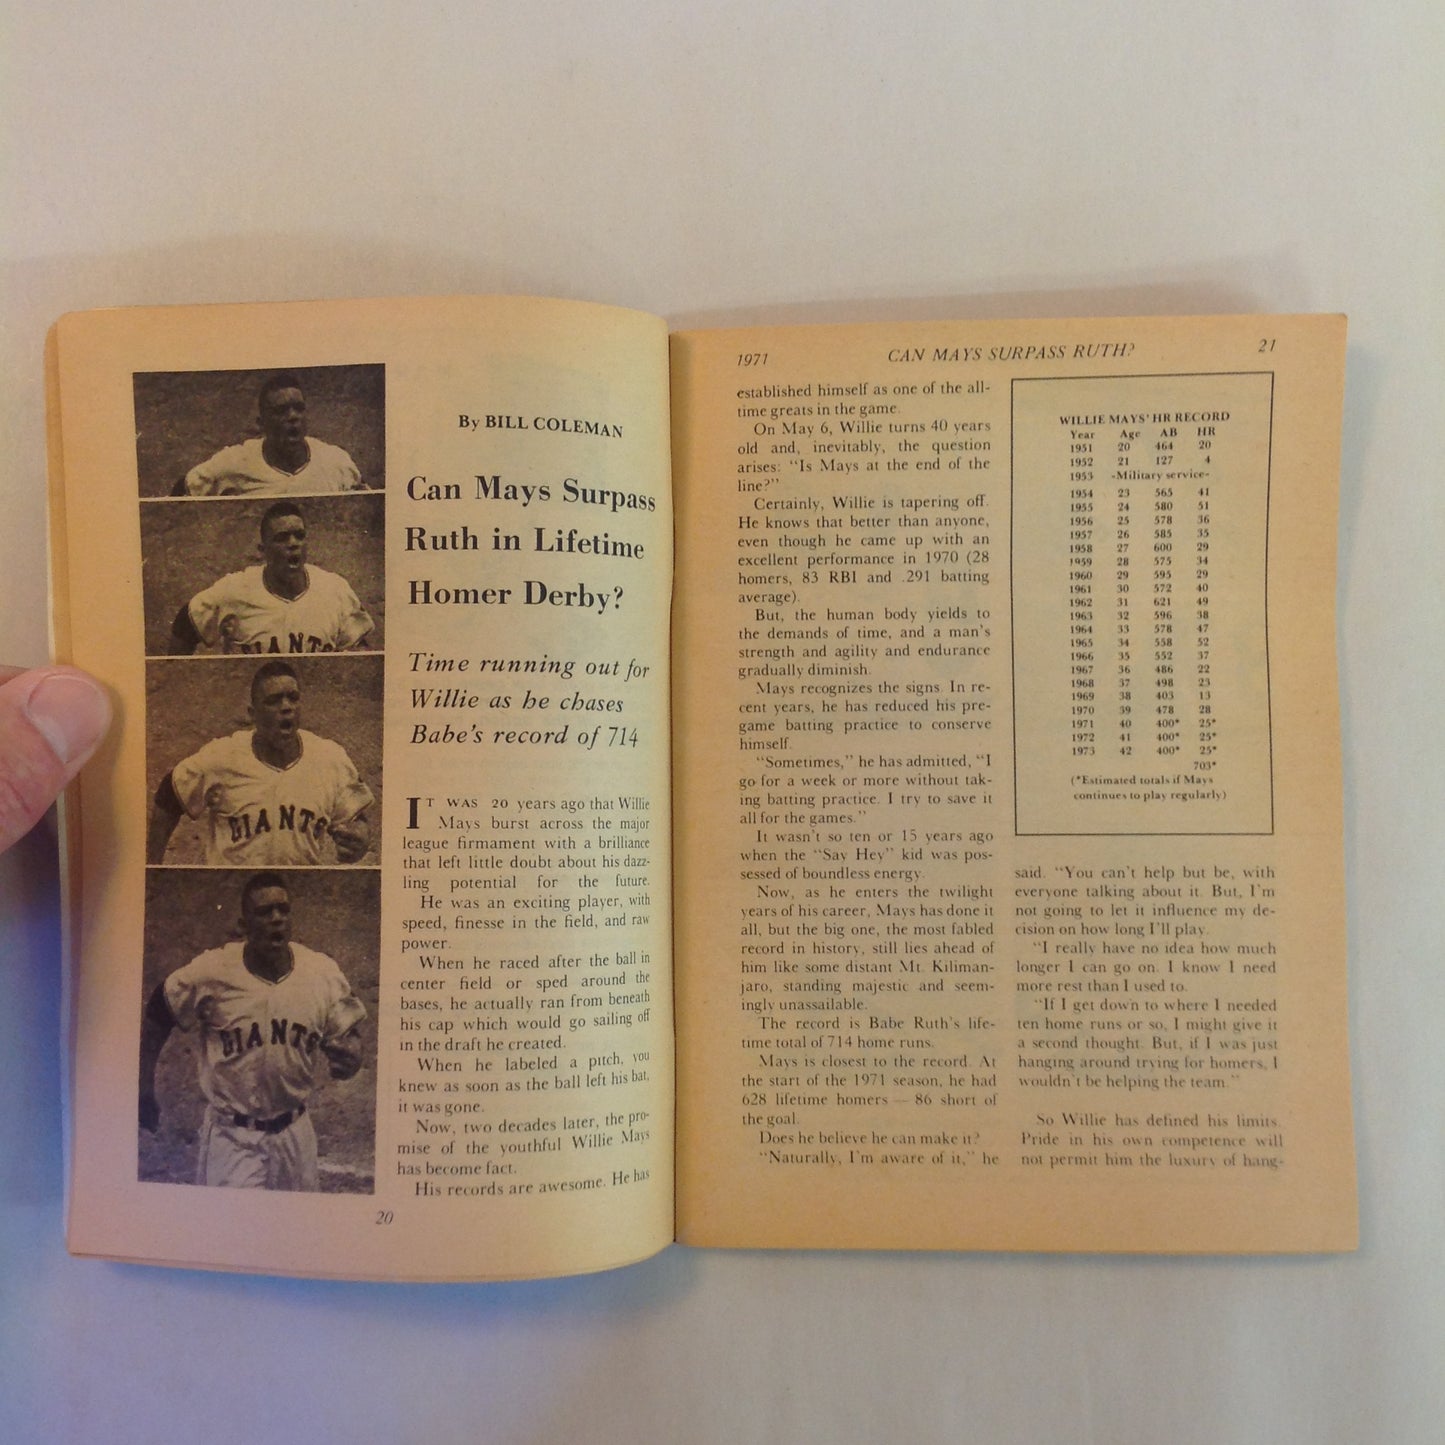 By BILL COLEMAN
Can Mays Surpass
Ruth in Lifetime
Homer Derby?
Time running out for
Willie as he chases
Babe's record of 714
IT WAS 20 years ago that Willie
Mays burst across the major
league firmament with a brilliance
that left little doubt about his dazz-
ling potential for the future.
He was an exciting player, with
speed, finesse in the field, and raw
power.
When he raced after the ball in
center field or sped around the
bases, he actually ran from beneath
his cap which would go sailing off
in the draft he created.
When he labeled a pitch, you
knew as soon as the ball left his bat,
it was gone.
Now, two decades later, the pro-
mise of the youthful Willie Mays
has become fact.
His records are awesome. He has
20
GIANTS
GIANTS
GIANTS
1971
CAN MAYS SURPASS RUTH?
21
established himself as one of the all-
time greats in the game.
On May 6, Willie turns 40 years
old and, inevitably, the question
arises: "Is Mays at the end of the
line?"
Certainly, Willie is tapering off.
He knows that better than anyone,
even though he came up with an
excellent performance in 1970 (28
homers, 83 RBI and .291 batting
average).
But, the human body yields to
the demands of time, and a man's
strength and agility and endurance
gradually diminish.
Mays recognizes the signs. In re-
cent years, he has reduced his pre-
game batting practice to conserve
himself.
"Sometimes," he has admitted, "I
go for a week or more without tak-
ing batting practice. I try to save it
all for the games."
It wasn't so ten or 15 years ago
when the "Say Hey" kid was pos-
sessed of boundless energy.
Now, as he enters the twilight
years of his career, Mays has done it
all, but the big one, the most fabled
record in history, still lies ahead of
him like some distant Mt. Kiliman-
jaro, standing majestic and seem-
ingly unassailable.
The record is Babe Ruth's life-
time total of 714 home runs.
Mays is closest to the record. At
the start of the 1971 season, he had
628 lifetime homers — 86 short of
the goal.
Does he believe he can make it?
"Naturally, I'm aware of it," he
WILLIE MAYS' HR RECORD
Year Age AB HR
1951 20 464 20
1952 21 127 4
1953 -Military service-
1954 23 565 41
1955 24 580 51
1956 25 578 36
1957 26 585 35
1958 27 600 29
1959 28 575 34
1960 29 595 29
1961 30 572 40
1962 31 621 49
1963 32 596 38
1964 33 578 47
1965 34 558 52
1966 35 552 37
1967 36 486 22
1968 37 498 23
1969 38 403 13
1970 39 478 28
1971 40 400* 25*
1972 41 400* 25*
1973 42 400* 25*
703*
(*Estimated totals if Mays
continues to play regularly)
said. "You can't help but be, with
everyone talking about it. But, I'm
not going to let it influence my de-
cision on how long I'll play.
"I really have no idea how much
longer I can go on. I know I need
more rest than I used to.
"If I get down to where I needed
ten home runs or so, I might give it
a second thought. But, if I was just
hanging around trying for homers, I
wouldn't be helping the team."
So Willie has defined his limits.
Pride in his own competence will
not permit him the luxury of hang-